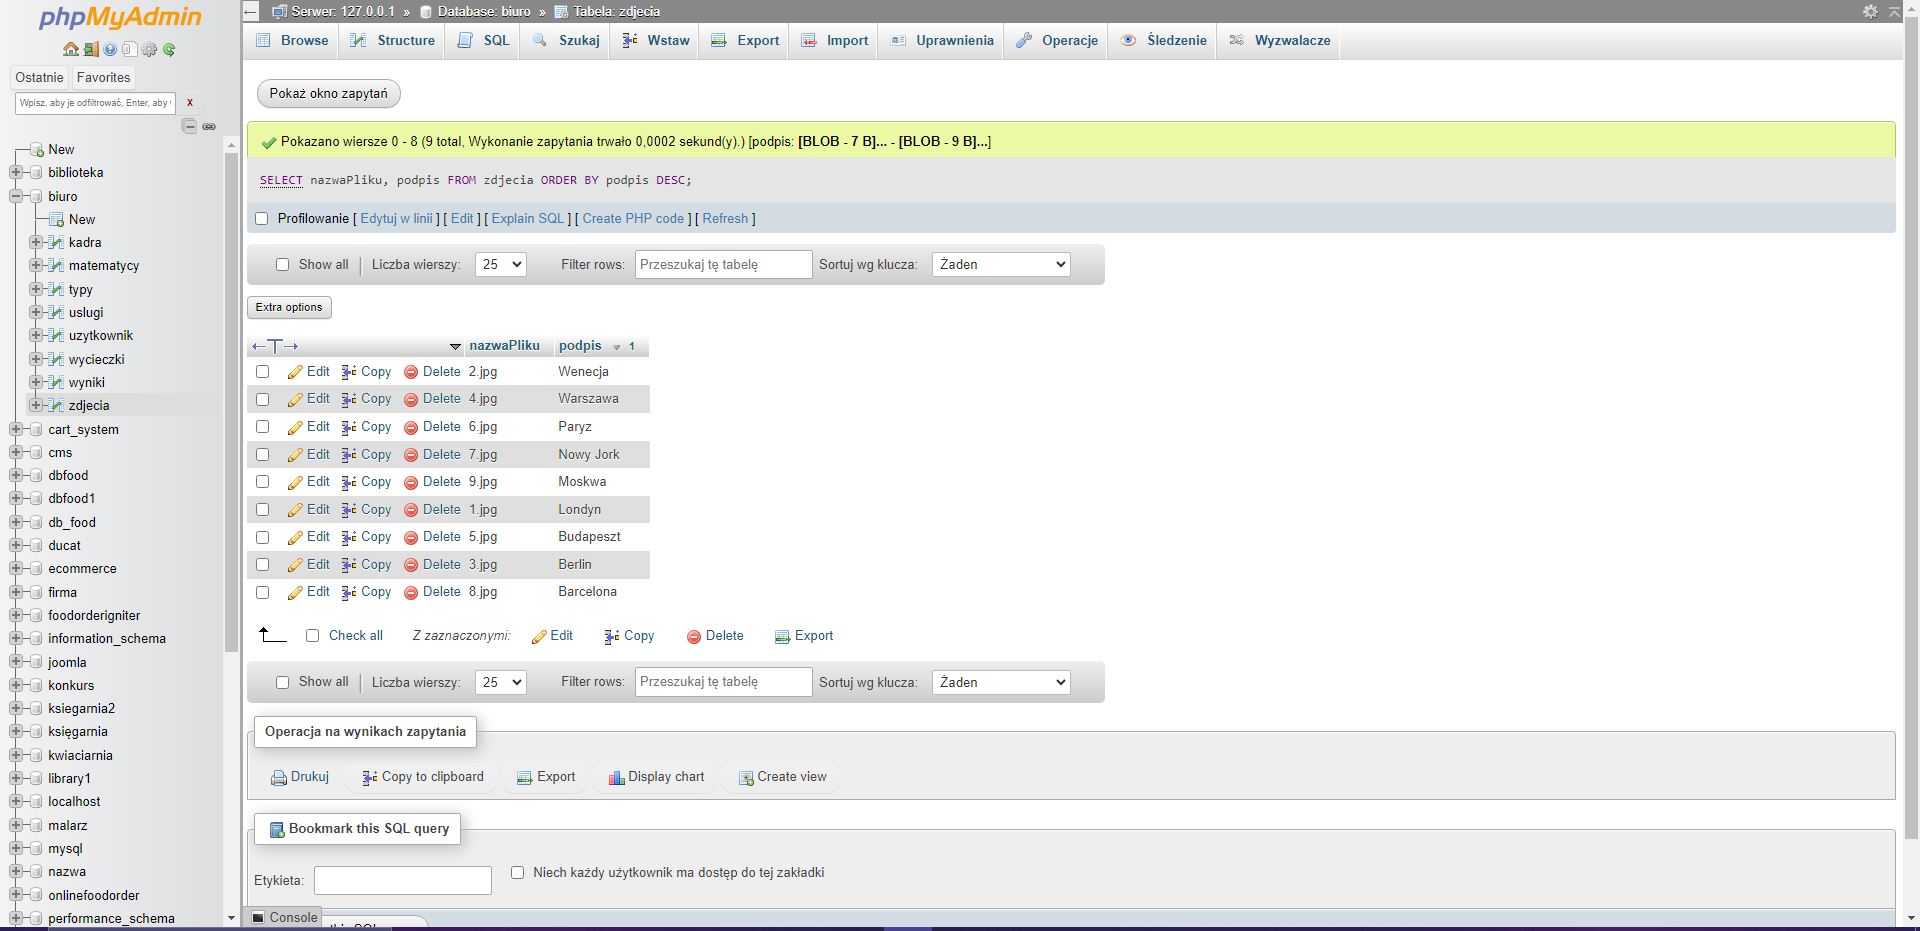 phpMyAdmin
Ostatnie Favorites
Wpisz, aby je odfiltrować, Enter, aby
X
New
biblioteka
biuro
New
kadra
matematycy
typy
uslugi
uzytkownik
wycieczki
wyniki
zdjecia
cart_system
cms
dbfood
dbfood1
db_food
ducat
ecommerce
firma
foodorderigniter
information_schema
joomla
konkurs
ksiegarnia2
księgarnia
kwiaciarnia
library1
localhost
malarz
mysql
nazwa
onlinefoodorder
performance_schema
Serwer: 127.0.0.1 » Database: biuro » Tabela: zdjecia
Browse Structure SQL Szukaj Wstaw Export Import Uprawnienia Operacje Śledzenie Wyzwalacze
Pokaż okno zapytań
Pokazano wiersze 0 - 8 (9 total, Wykonanie zapytania trwało 0,0002 sekund(y).) [podpis: [BLOB - 7 B]... - [BLOB - 9 B]...]
SELECT nazwaPliku, podpis FROM zdjecia ORDER BY podpis DESC;
Profilowanie [ Edytuj w linii ] [ Edit ] [ Explain SQL ] [ Create PHP code ] [ Refresh ]
Show all Liczba wierszy: 25 Filter rows: Przeszukaj tę tabelę Sortuj wg klucza: Żaden
Extra options
nazwaPliku podpis 1
Edit Copy Delete 2.jpg Wenecja
Edit Copy Delete 4.jpg Warszawa
Edit Copy Delete 6.jpg Paryz
Edit Copy Delete 7.jpg Nowy Jork
Edit Copy Delete 9.jpg Moskwa
Edit Copy Delete 1.jpg Londyn
Edit Copy Delete 5.jpg Budapeszt
Edit Copy Delete 3.jpg Berlin
Edit Copy Delete 8.jpg Barcelona
Check all Z zaznaczonymi: Edit Copy Delete Export
Show all Liczba wierszy: 25 Filter rows: Przeszukaj tę tabelę Sortuj wg klucza: Żaden
Operacja na wynikach zapytania
Drukuj Copy to clipboard Export Display chart Create view
Bookmark this SQL query
Etykieta: Niech każdy użytkownik ma dostęp do tej zakładki
Console